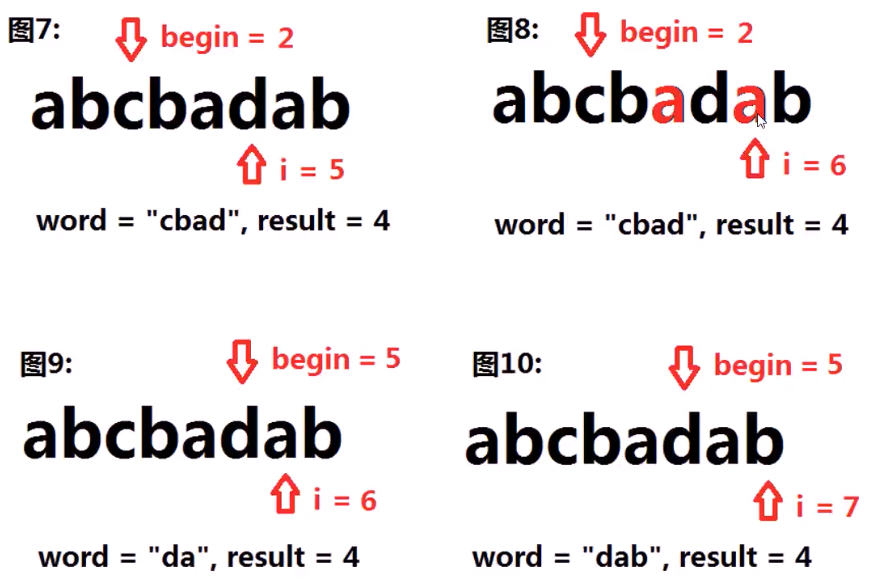 图7:
begin = 2
abcbadab
i = 5
word = "cbad", result = 4
图8:
begin = 2
abcbadab
i = 6
word = "cbad", result = 4
图9:
begin = 5
abcbadab
i = 6
word = "da", result = 4
图10:
begin = 5
abcbadab
i = 7
word = "dab", result = 4